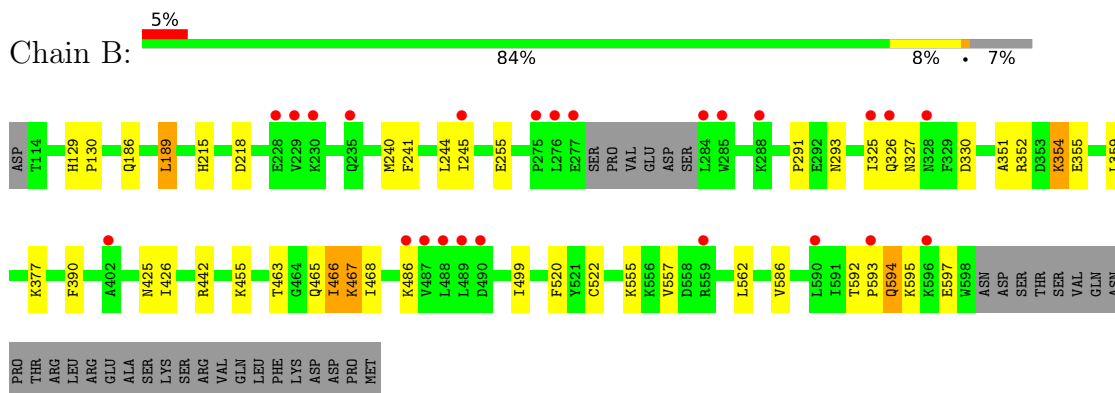 5%
Chain B:
84% 8% • 7%
ASP T114 H129 P130 Q186 L189 H215 D218 E228 V229 K230 Q235 M240 F241 L244 I245 E255 P275 L276 E277 SER PRO VAL GLU ASP SER L284 W285 K288 P291 E292 N293 I325 Q326 N327 N328 F329 D330 A351 R352 D353 K354 E355 L359
K377 F390 A402 N425 I426 R442 K455 T463 G464 Q465 I466 K467 I468 K486 V487 L488 L489 D490 I499 F520 Y521 C522 K555 K556 V557 D558 R559 L562 V586 L590 I591 T592 P593 Q594 K595 K596 E597 W598 ASN ASP SER THR SER VAL GLN ASN
PRO THR ARG LEU ARG GLU ALA SER LYS SER ARG VAL GLN LEU PHE LYS ASP ASP PRO MET